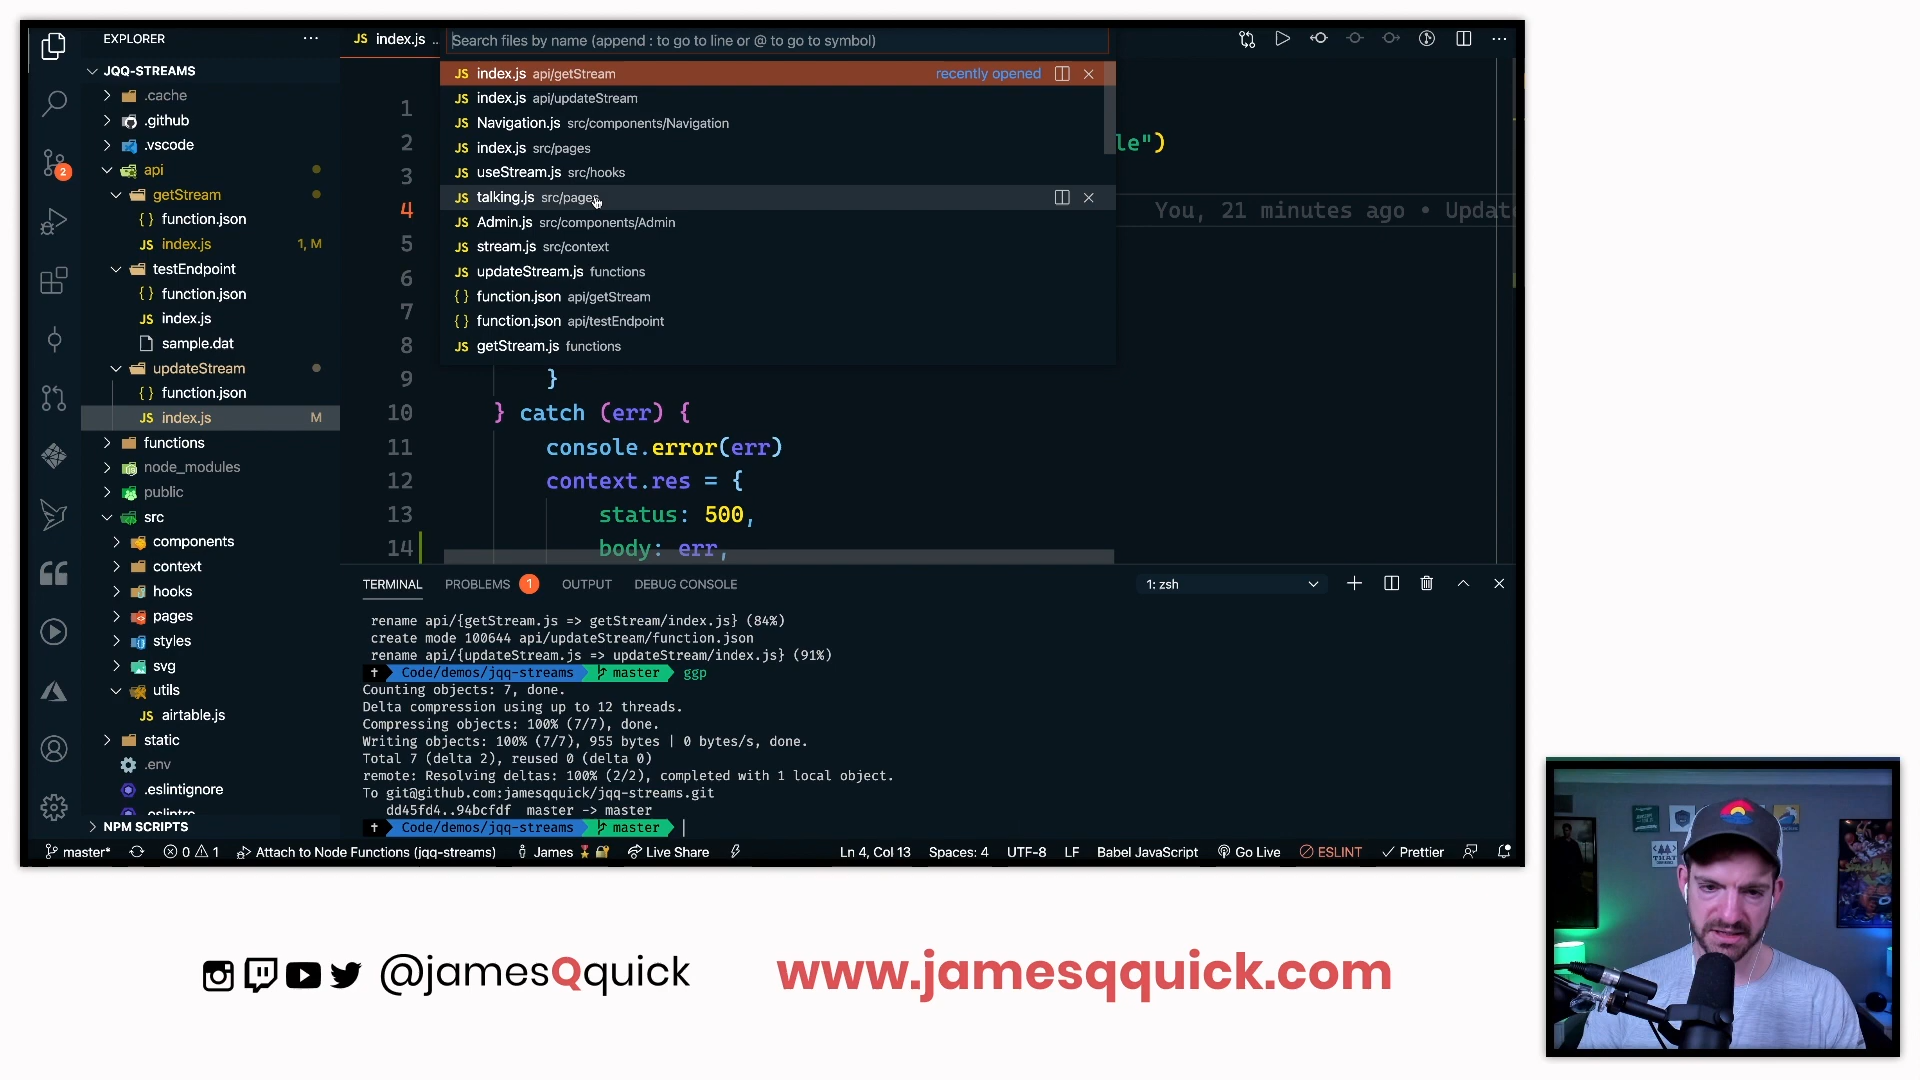 EXPLORER
JS index.js ..
Search files by name (append : to go to line or @ to go to symbol)
JQQ-STREAMS
.cache
.github
.vscode
api
getStream
{ } function.json
JS index.js 1, M
testEndpoint
{ } function.json
JS index.js
sample.dat
updateStream
{ } function.json
JS index.js M
functions
node_modules
public
src
components
context
hooks
pages
styles
svg
utils
JS airtable.js
static
.env
.eslintignore
.eslintrc
NPM SCRIPTS
2
JS index.js api/getStream recently opened
JS index.js api/updateStream
JS Navigation.js src/components/Navigation
JS index.js src/pages
JS useStream.js src/hooks
JS talking.js src/pages
JS Admin.js src/components/Admin
JS stream.js src/context
JS updateStream.js functions
{ } function.json api/getStream
{ } function.json api/testEndpoint
JS getStream.js functions
1
2 le")
3
4 You, 21 minutes ago • Updat
5
6
7
8
9 }
10 } catch (err) {
11 console.error(err)
12 context.res = {
13 status: 500,
14 body: err,
TERMINAL PROBLEMS 1 OUTPUT DEBUG CONSOLE 1: zsh
rename api/{getStream.js => getStream/index.js} (84%)
create mode 100644 api/updateStream/function.json
rename api/{updateStream.js => updateStream/index.js} (91%)
Code/demos/jqq-streams master ggp
Counting objects: 7, done.
Delta compression using up to 12 threads.
Compressing objects: 100% (7/7), done.
Writing objects: 100% (7/7), 955 bytes | 0 bytes/s, done.
Total 7 (delta 2), reused 0 (delta 0)
remote: Resolving deltas: 100% (2/2), completed with 1 local object.
To git@github.com:jamesqquick/jqq-streams.git
dd45fd4..94bcfdf master -> master
Code/demos/jqq-streams master
master* 0 1 Attach to Node Functions (jqq-streams) James Live Share Ln 4, Col 13 Spaces: 4 UTF-8 LF Babel JavaScript Go Live ESLINT Prettier
@jamesQquick www.jamesqquick.com
THAT